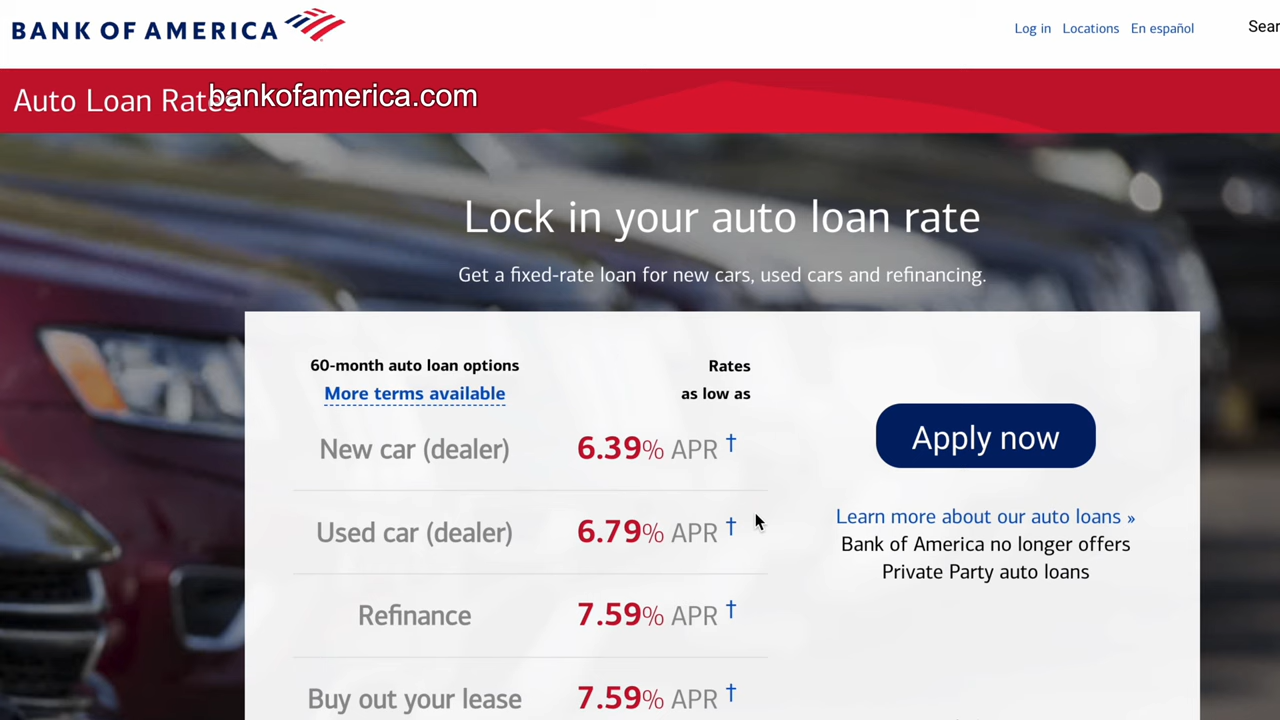 BANK OF AMERICA
Log in Locations En español Sear
Auto Loan Rates
bankofamerica.com
Lock in your auto loan rate
Get a fixed-rate loan for new cars, used cars and refinancing.
60-month auto loan options Rates
More terms available as low as
New car (dealer) 6.39% APR †
Used car (dealer) 6.79% APR †
Refinance 7.59% APR †
Buy out your lease 7.59% APR †
Apply now
Learn more about our auto loans »
Bank of America no longer offers
Private Party auto loans